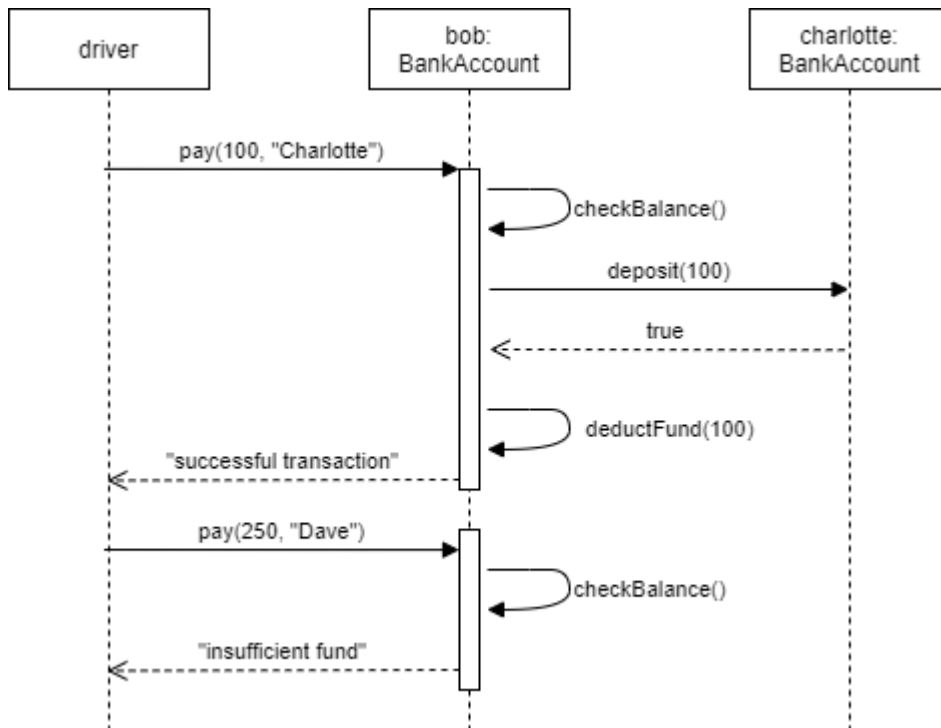 driver
bob:
BankAccount
charlotte:
BankAccount
pay(100, "Charlotte")
checkBalance()
deposit(100)
true
deductFund(100)
"successful transaction"
pay(250, "Dave")
checkBalance()
"insufficient fund"